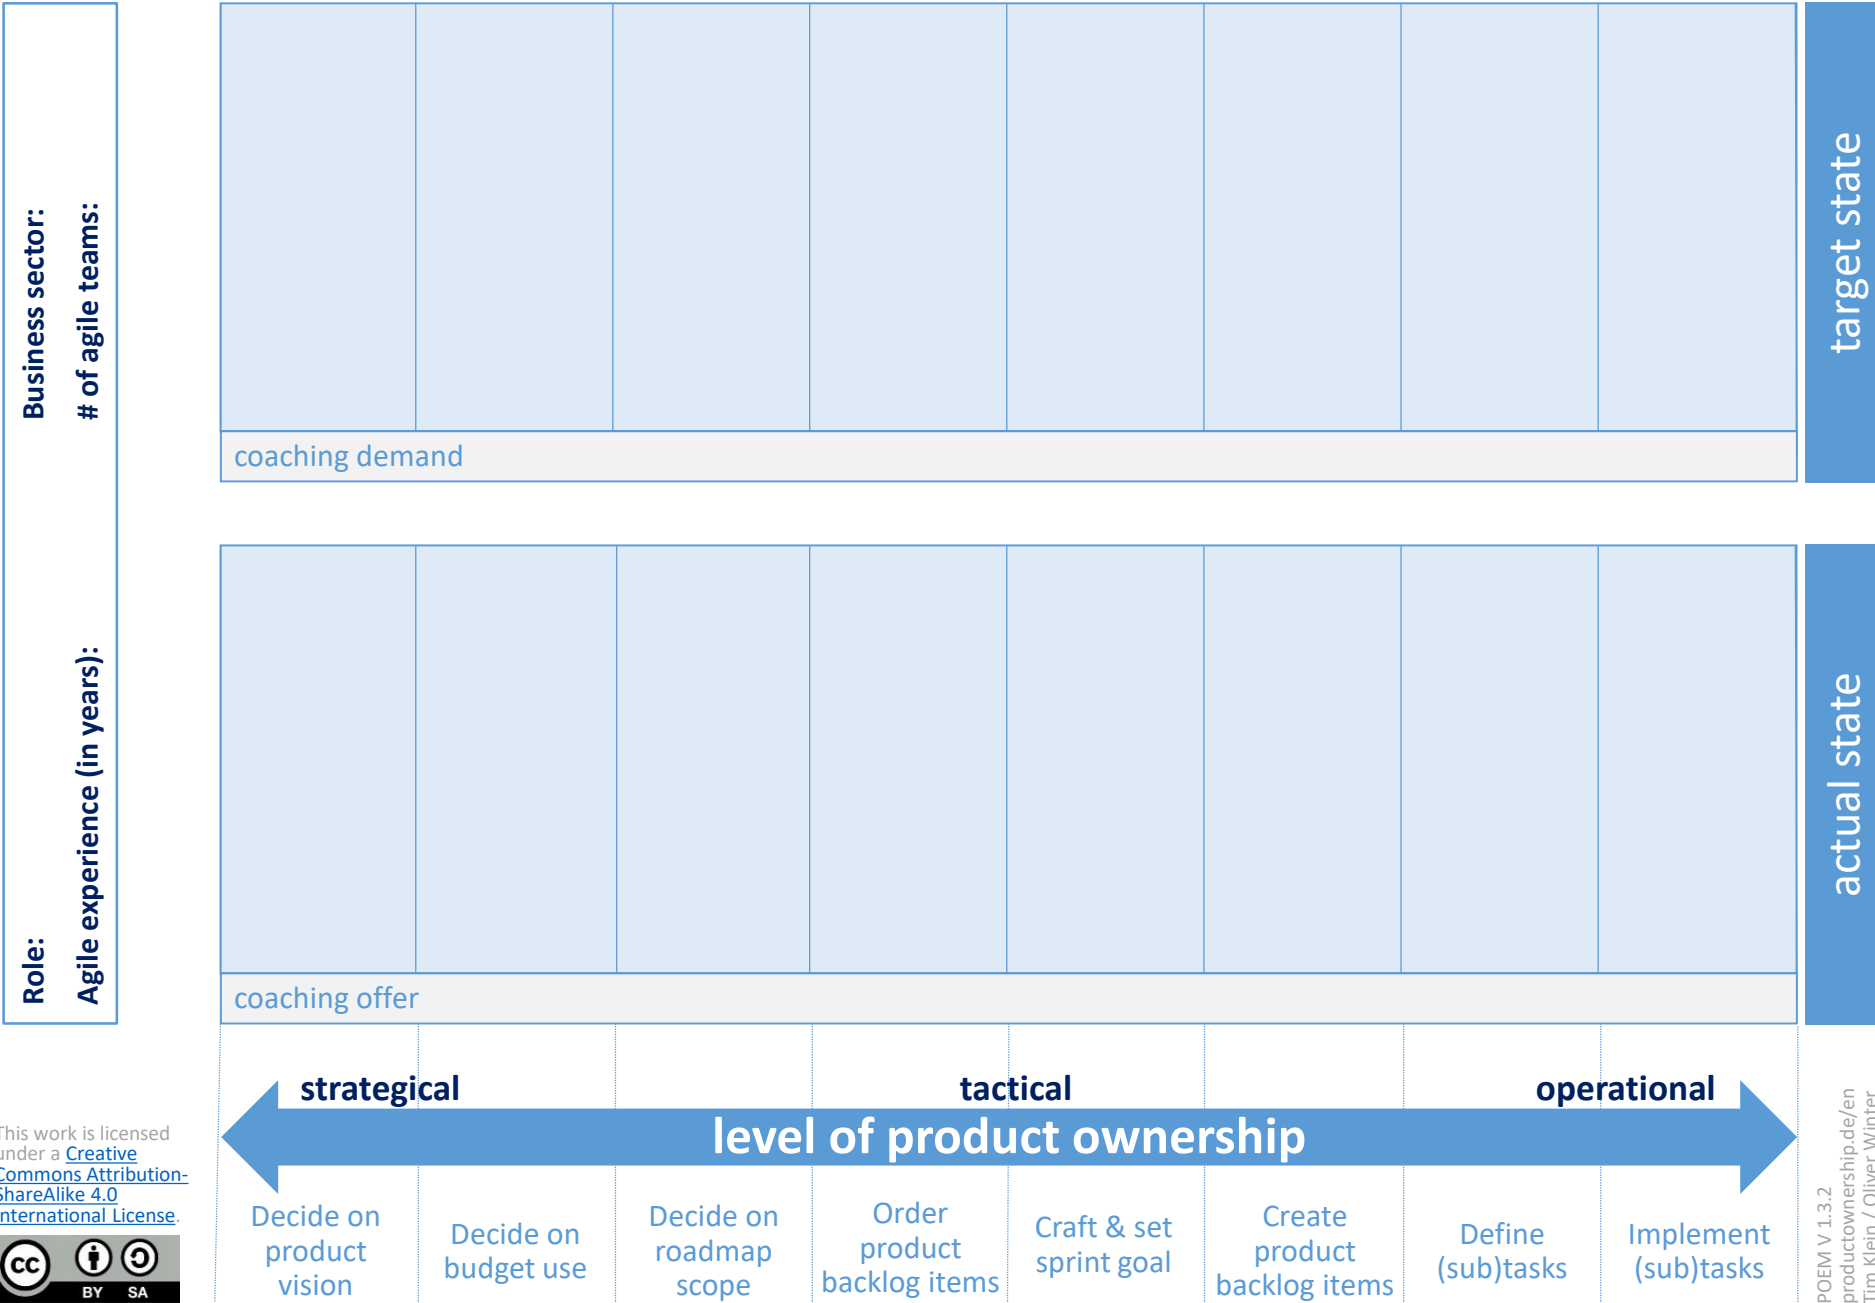 Business sector:
# of agile teams:
Role:
Agile experience (in years):
target state
coaching demand
actual state
coaching offer
strategical
tactical
operational
level of product ownership
Decide on
product
vision
Decide on
budget use
Decide on
roadmap
scope
Order
product
backlog items
Craft & set
sprint goal
Create
product
backlog items
Define
(sub)tasks
Implement
(sub)tasks
This work is licensed
under a Creative
Commons Attribution-
ShareAlike 4.0
International License.
CC
BY SA
POEM V 1.3.2
productownership.de/en
Tim Klein / Oliver Winter